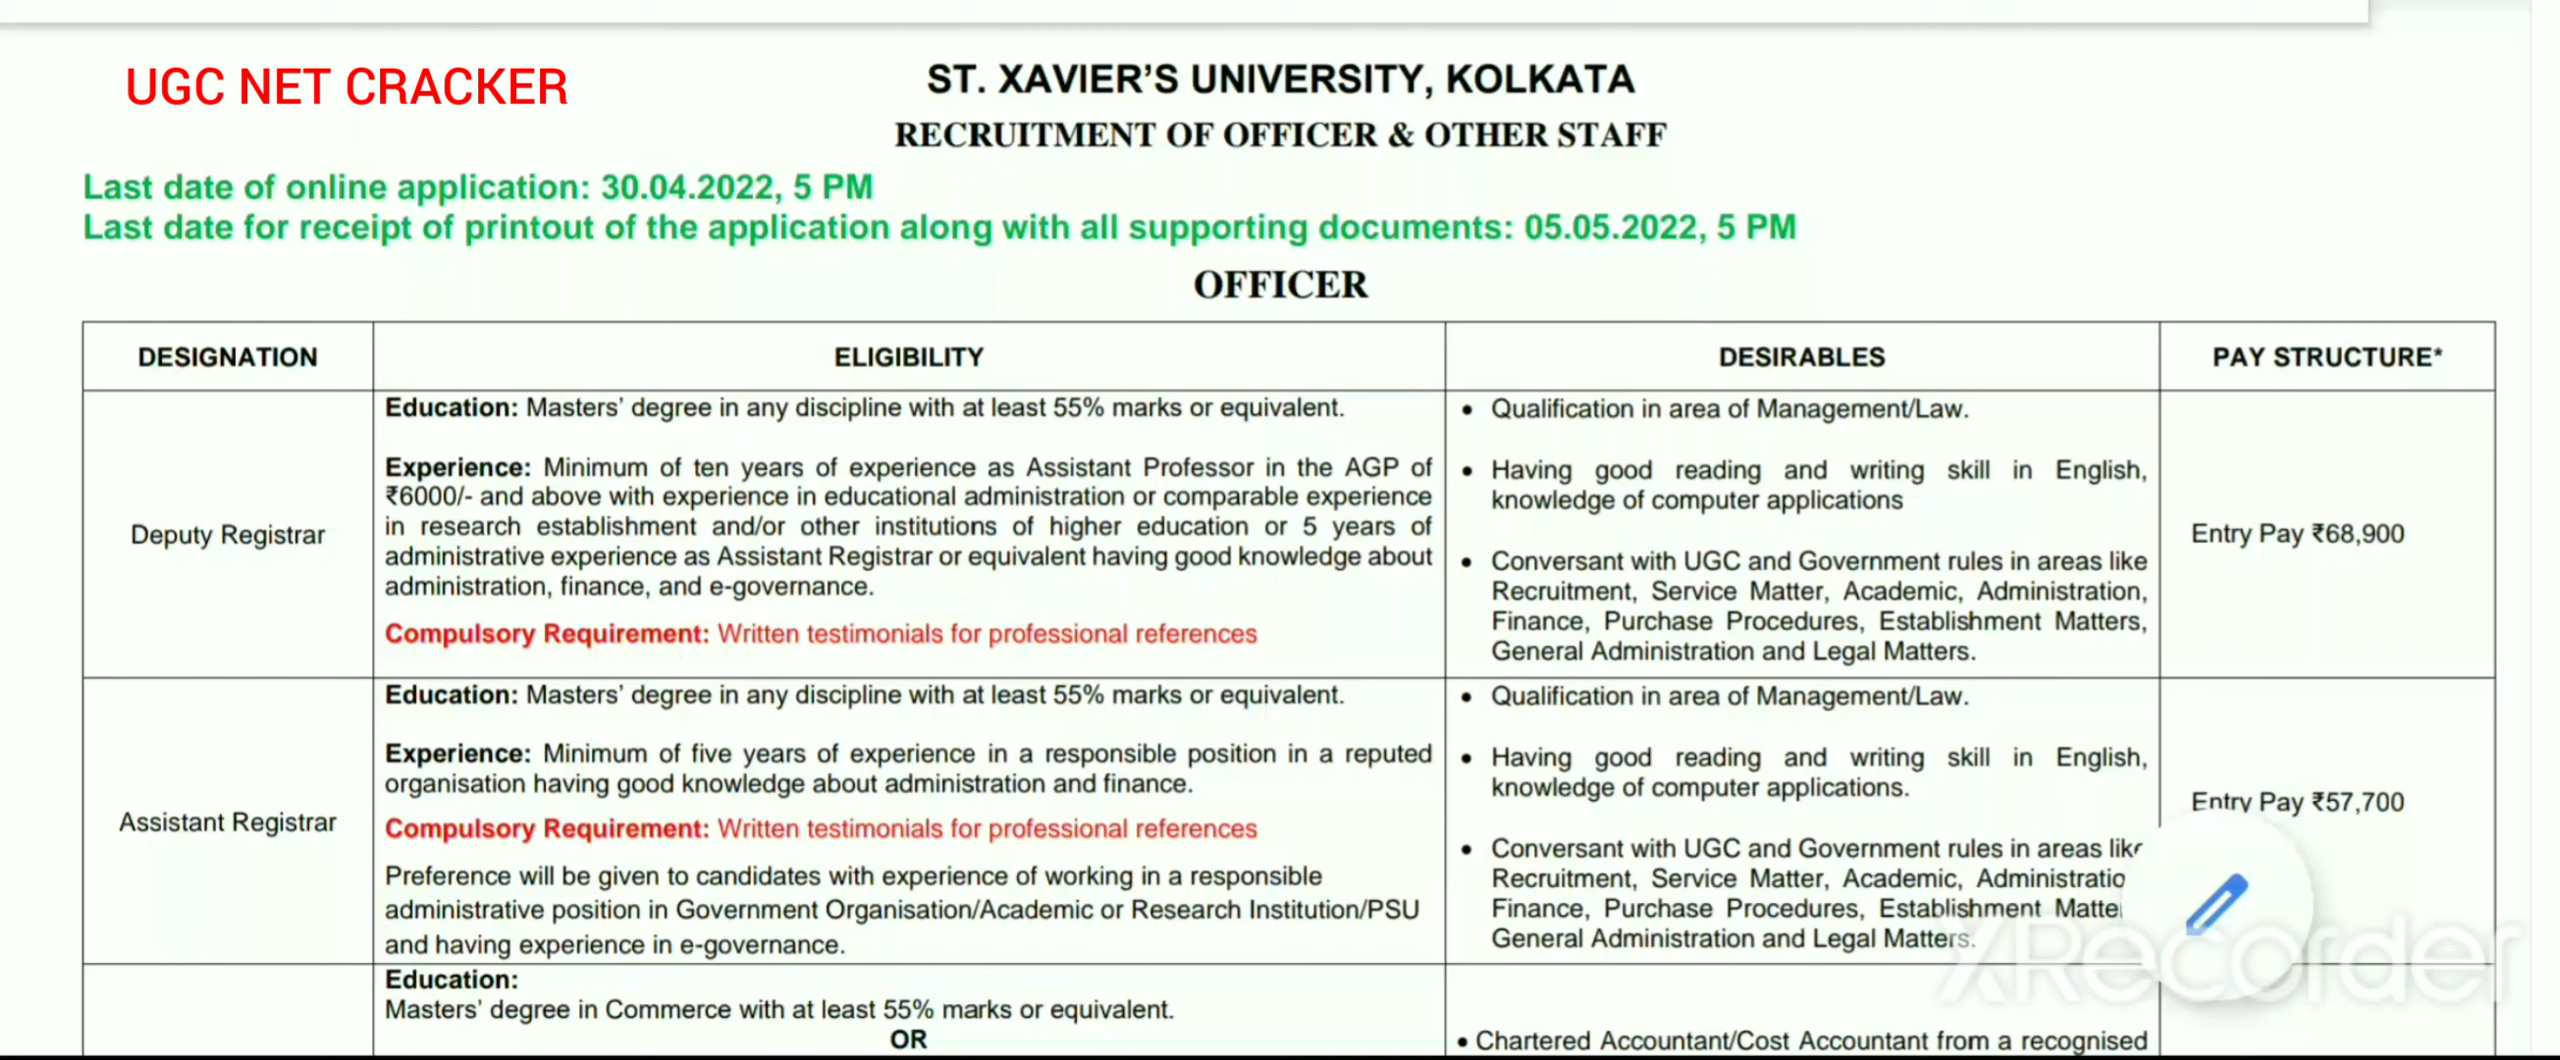 UGC NET CRACKER
ST. XAVIER'S UNIVERSITY, KOLKATA
RECRUITMENT OF OFFICER & OTHER STAFF
Last date of online application: 30.04.2022, 5 PM
Last date for receipt of printout of the application along with all supporting documents: 05.05.2022, 5 PM
OFFICER
DESIGNATION
ELIGIBILITY
DESIRABLES
PAY STRUCTURE*
Deputy Registrar
Education: Masters' degree in any discipline with at least 55% marks or equivalent.
Experience: Minimum of ten years of experience as Assistant Professor in the AGP of
₹6000/- and above with experience in educational administration or comparable experience
in research establishment and/or other institutions of higher education or 5 years of
administrative experience as Assistant Registrar or equivalent having good knowledge about
administration, finance, and e-governance.
Compulsory Requirement: Written testimonials for professional references
• Qualification in area of Management/Law.
• Having good reading and writing skill in English,
knowledge of computer applications
• Conversant with UGC and Government rules in areas like
Recruitment, Service Matter, Academic, Administration,
Finance, Purchase Procedures, Establishment Matters,
General Administration and Legal Matters.
Entry Pay ₹68,900
Assistant Registrar
Education: Masters' degree in any discipline with at least 55% marks or equivalent.
Experience: Minimum of five years of experience in a responsible position in a reputed
organisation having good knowledge about administration and finance.
Compulsory Requirement: Written testimonials for professional references
Preference will be given to candidates with experience of working in a responsible
administrative position in Government Organisation/Academic or Research Institution/PSU
and having experience in e-governance.
• Qualification in area of Management/Law.
• Having good reading and writing skill in English,
knowledge of computer applications.
• Conversant with UGC and Government rules in areas like
Recruitment, Service Matter, Academic, Administratio
Finance, Purchase Procedures, Establishment Matte
General Administration and Legal Matters.
Entry Pay ₹57,700
XRecorder
Education:
Masters' degree in Commerce with at least 55% marks or equivalent.
OR
• Chartered Accountant/Cost Accountant from a recognised